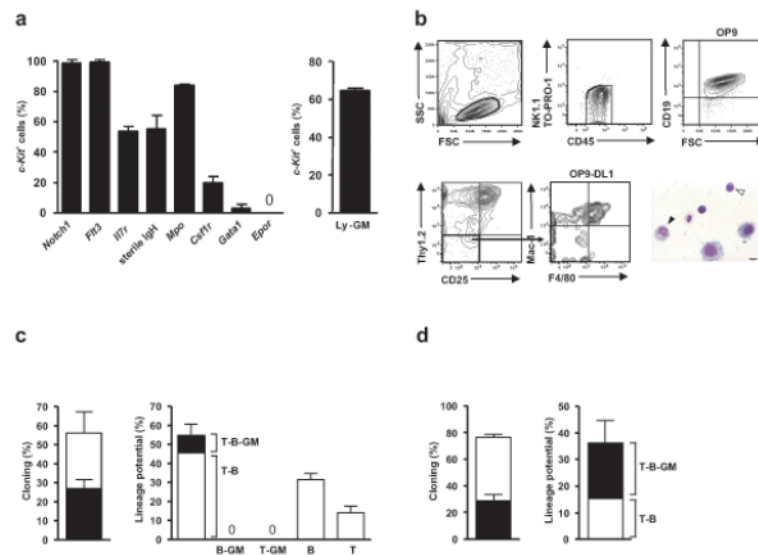 a
b
100
80
60
40
20
0
c-Kit+ cells (%)
Notch1
Flt3
Il7r
sterile IgH
Mpo
Csf1r
Gata1
Epor
0
80
60
40
20
0
c-Kit+ cells (%)
Ly-GM
SSC
FSC
NK1.1
TO-PRO-1
CD45
OP9
CD19
FSC
Thy1.2
CD25
OP9-DL1
Mac-1
F4/80
c
d
70
60
50
40
30
20
10
0
Cloning (%)
70
60
50
40
30
20
10
0
Lineage potential (%)
T-B-GM
T-B
0
0
B-GM
T-GM
B
T
100
80
60
40
20
0
Cloning (%)
50
40
30
20
10
0
Lineage potential (%)
T-B-GM
T-B